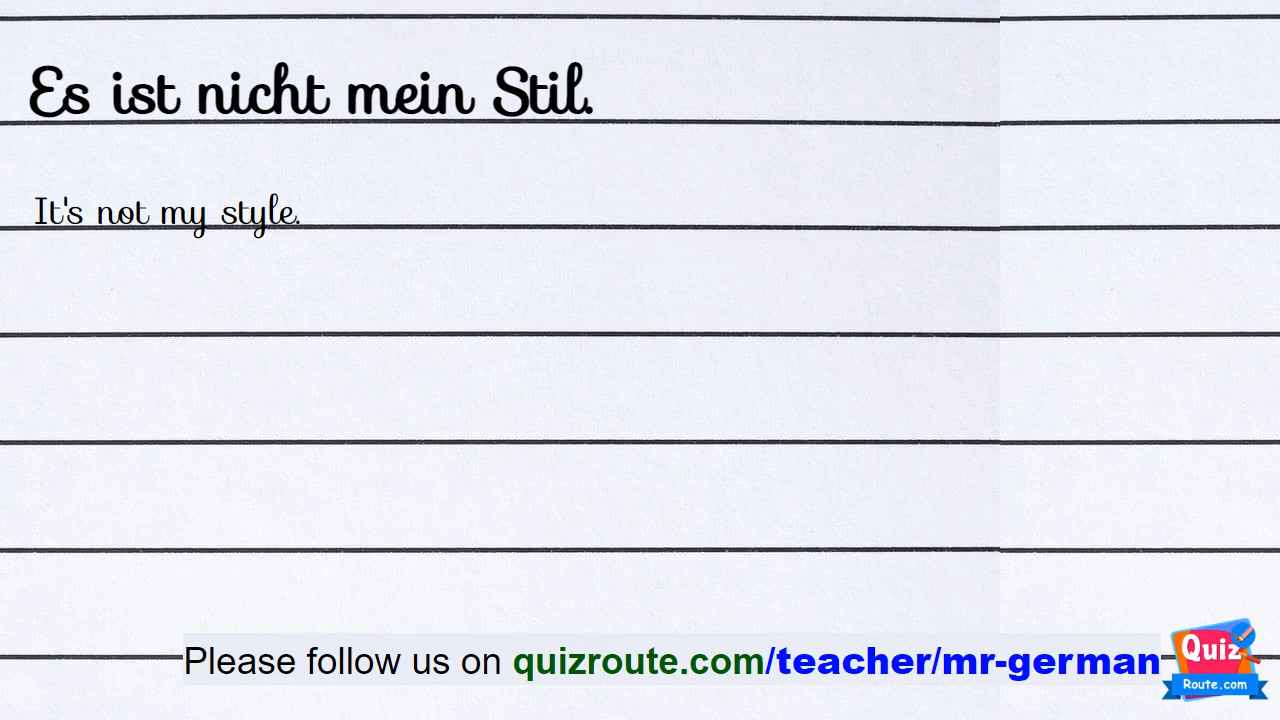 Es ist nicht mein Stil.
It's not my style.
Please follow us on quizroute.com/teacher/mr-german
Quiz
Route.com